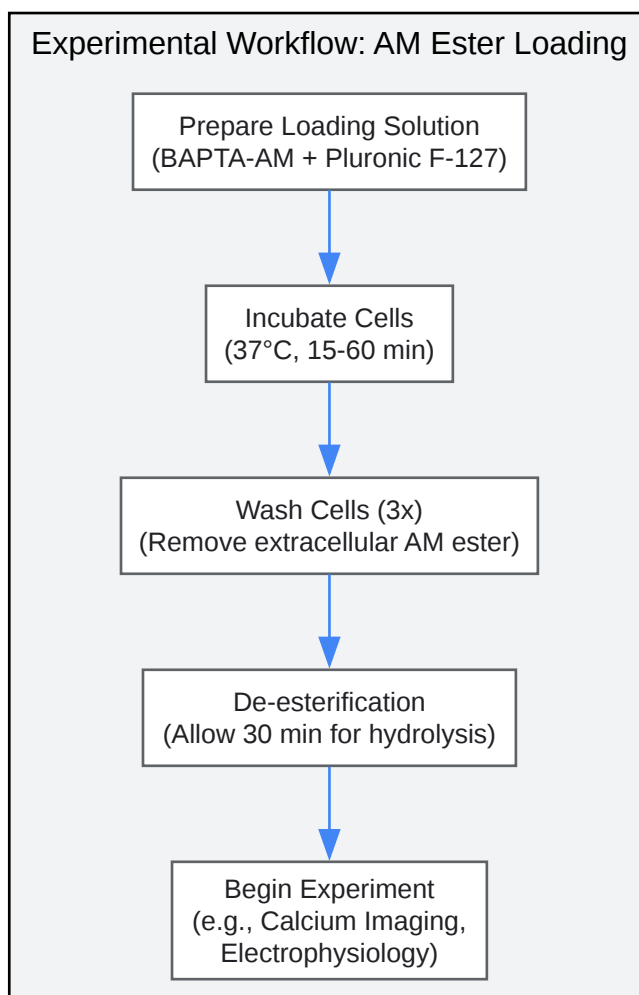 Experimental Workflow: AM Ester Loading
Prepare Loading Solution
(BAPTA-AM + Pluronic F-127)
Incubate Cells
(37°C, 15-60 min)
Wash Cells (3x)
(Remove extracellular AM ester)
De-esterification
(Allow 30 min for hydrolysis)
Begin Experiment
(e.g., Calcium Imaging,
Electrophysiology)